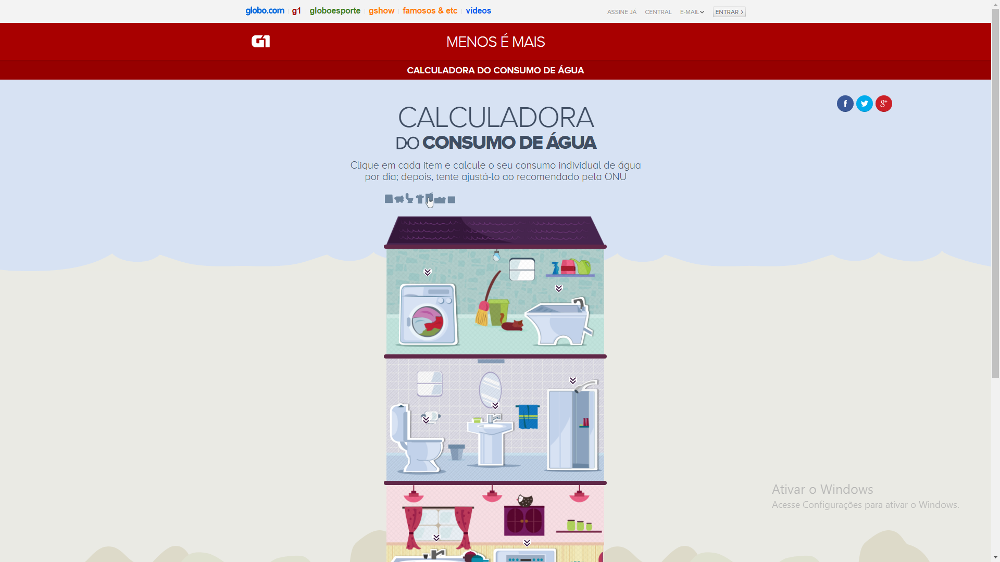 globo.com g1 globoesporte gshow famosos & etc vídeos ASSINE JÁ CENTRAL E-MAIL ENTRAR ›
G1 MENOS É MAIS
CALCULADORA DO CONSUMO DE ÁGUA
f g+
CALCULADORA
DO CONSUMO DE ÁGUA
Clique em cada item e calcule o seu consumo individual de água
por dia; depois, tente ajustá-lo ao recomendado pela ONU
Ativar o Windows
Acesse Configurações para ativar o Windows.